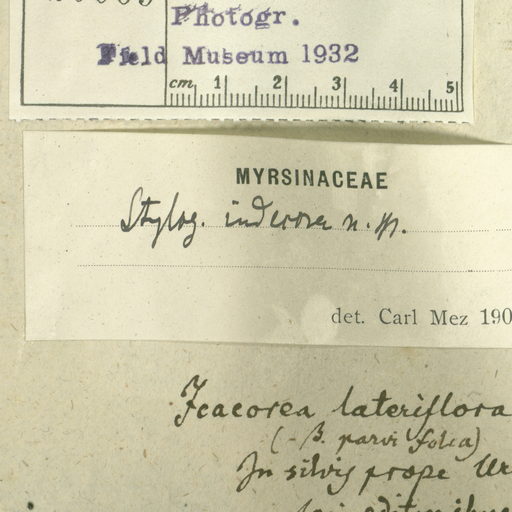 Photogr.
Field Museum 1932
cm 1 2 3 4 5
MYRSINACEAE
Stylog. indecora n. sp.
det. Carl Mez 190
Icacorea lateriflora
(- β. parvifolia)
In silvis prope